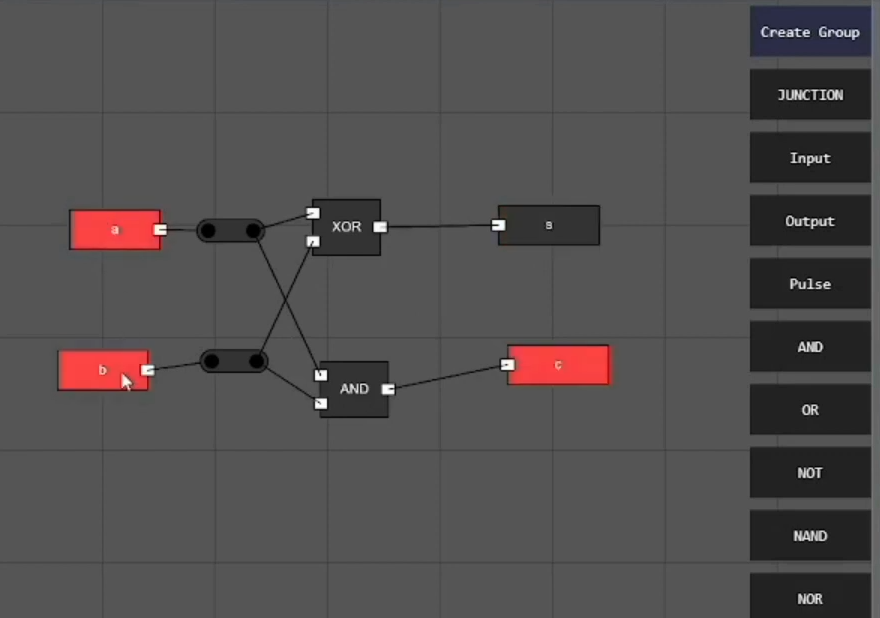 Create Group
JUNCTION
Input
Output
Pulse
AND
OR
NOT
NAND
NOR
a
XOR
s
b
AND
c